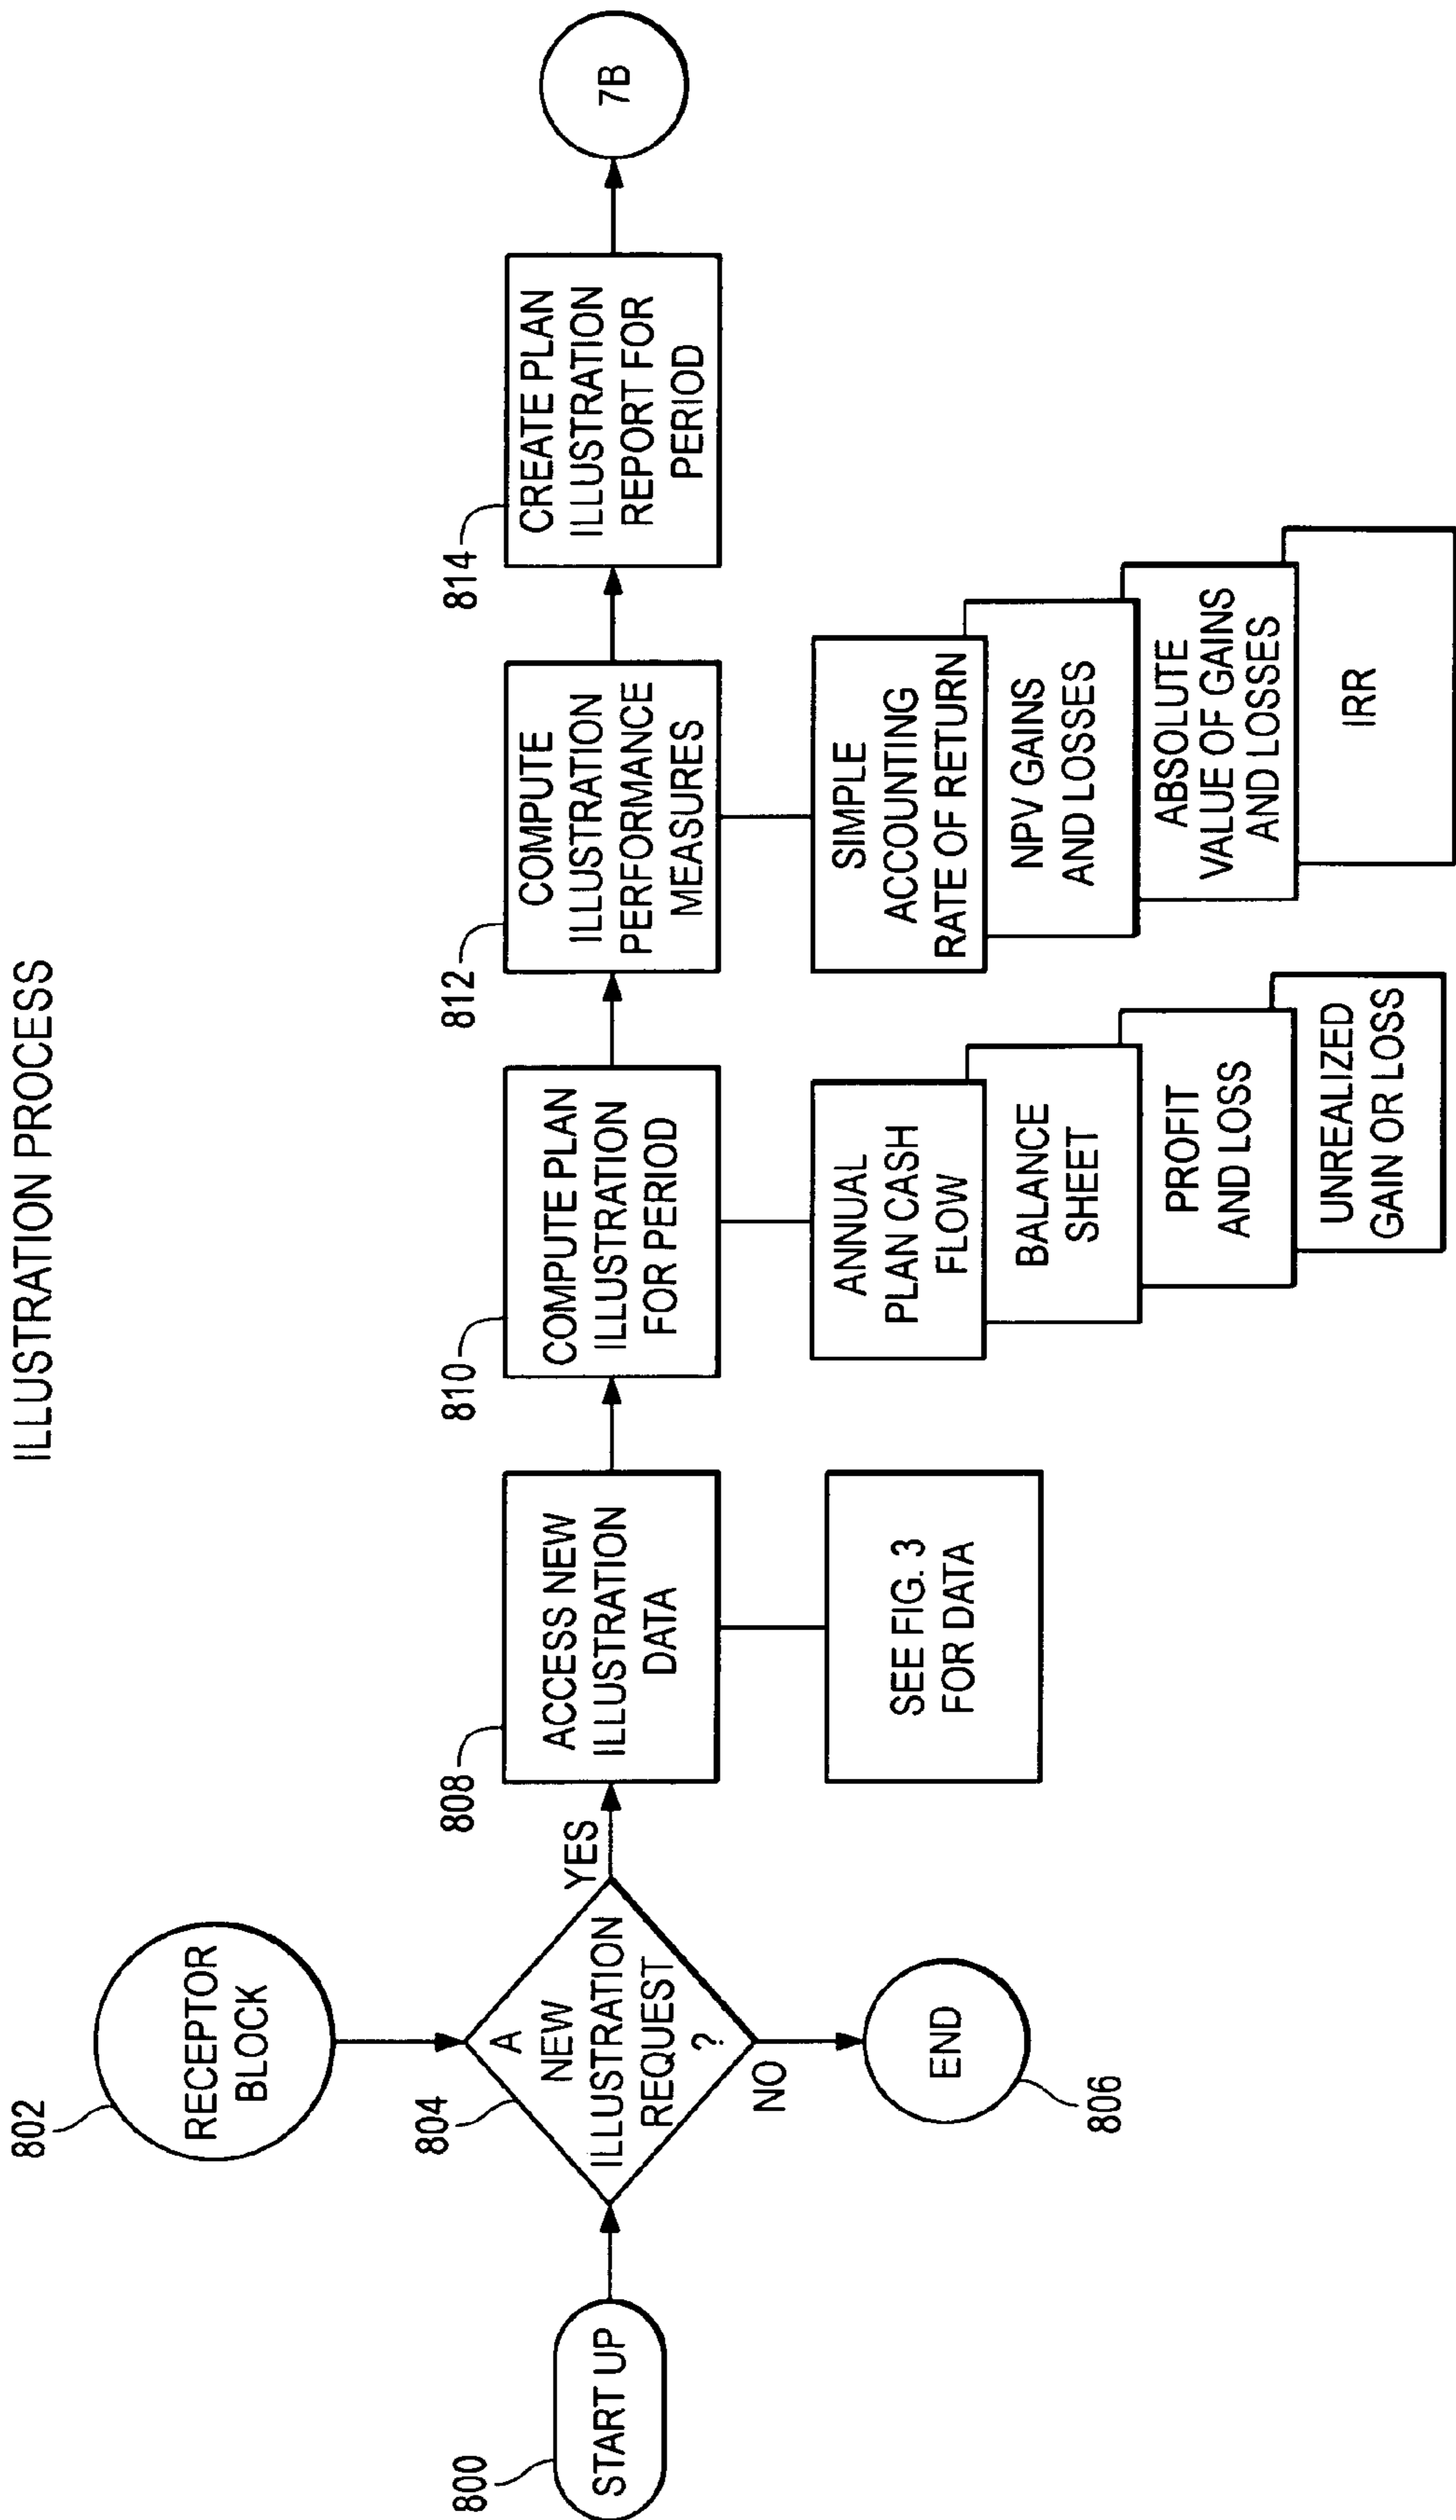 ILLUSTRATION PROCESS
802
RECEPTOR
BLOCK
800
START UP
804
A
NEW
ILLUSTRATION
REQUEST
?
YES
NO
END
806
808
ACCESS NEW
ILLUSTRATION
DATA
SEE FIG. 3
FOR DATA
810
COMPUTE PLAN
ILLUSTRATION
FOR PERIOD
ANNUAL
PLAN CASH
FLOW
BALANCE
SHEET
PROFIT
AND LOSS
UNREALIZED
GAIN OR LOSS
812
COMPUTE
ILLUSTRATION
PERFORMANCE
MEASURES
SIMPLE
ACCOUNTING
RATE OF RETURN
NPV GAINS
AND LOSSES
ABSOLUTE
VALUE OF GAINS
AND LOSSES
IRR
814
CREATE PLAN
ILLUSTRATION
REPORT FOR
PERIOD
7B